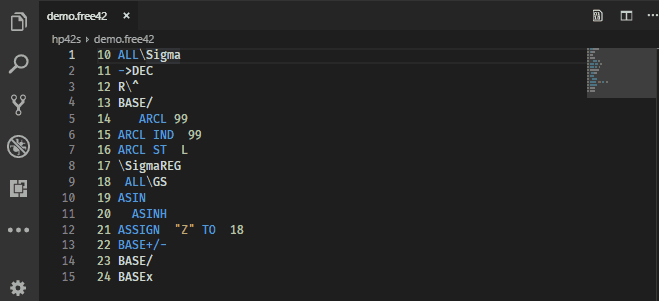 demo.free42 ×
hp42s › demo.free42
1 10 ALL\Sigma
2 11 ->DEC
3 12 R\^
4 13 BASE/
5 14 ARCL 99
6 15 ARCL IND 99
7 16 ARCL ST L
8 17 \SigmaREG
9 18 ALL\GS
10 19 ASIN
11 20 ASINH
12 21 ASSIGN "Z" TO 18
13 22 BASE+/-
14 23 BASE/
15 24 BASEx